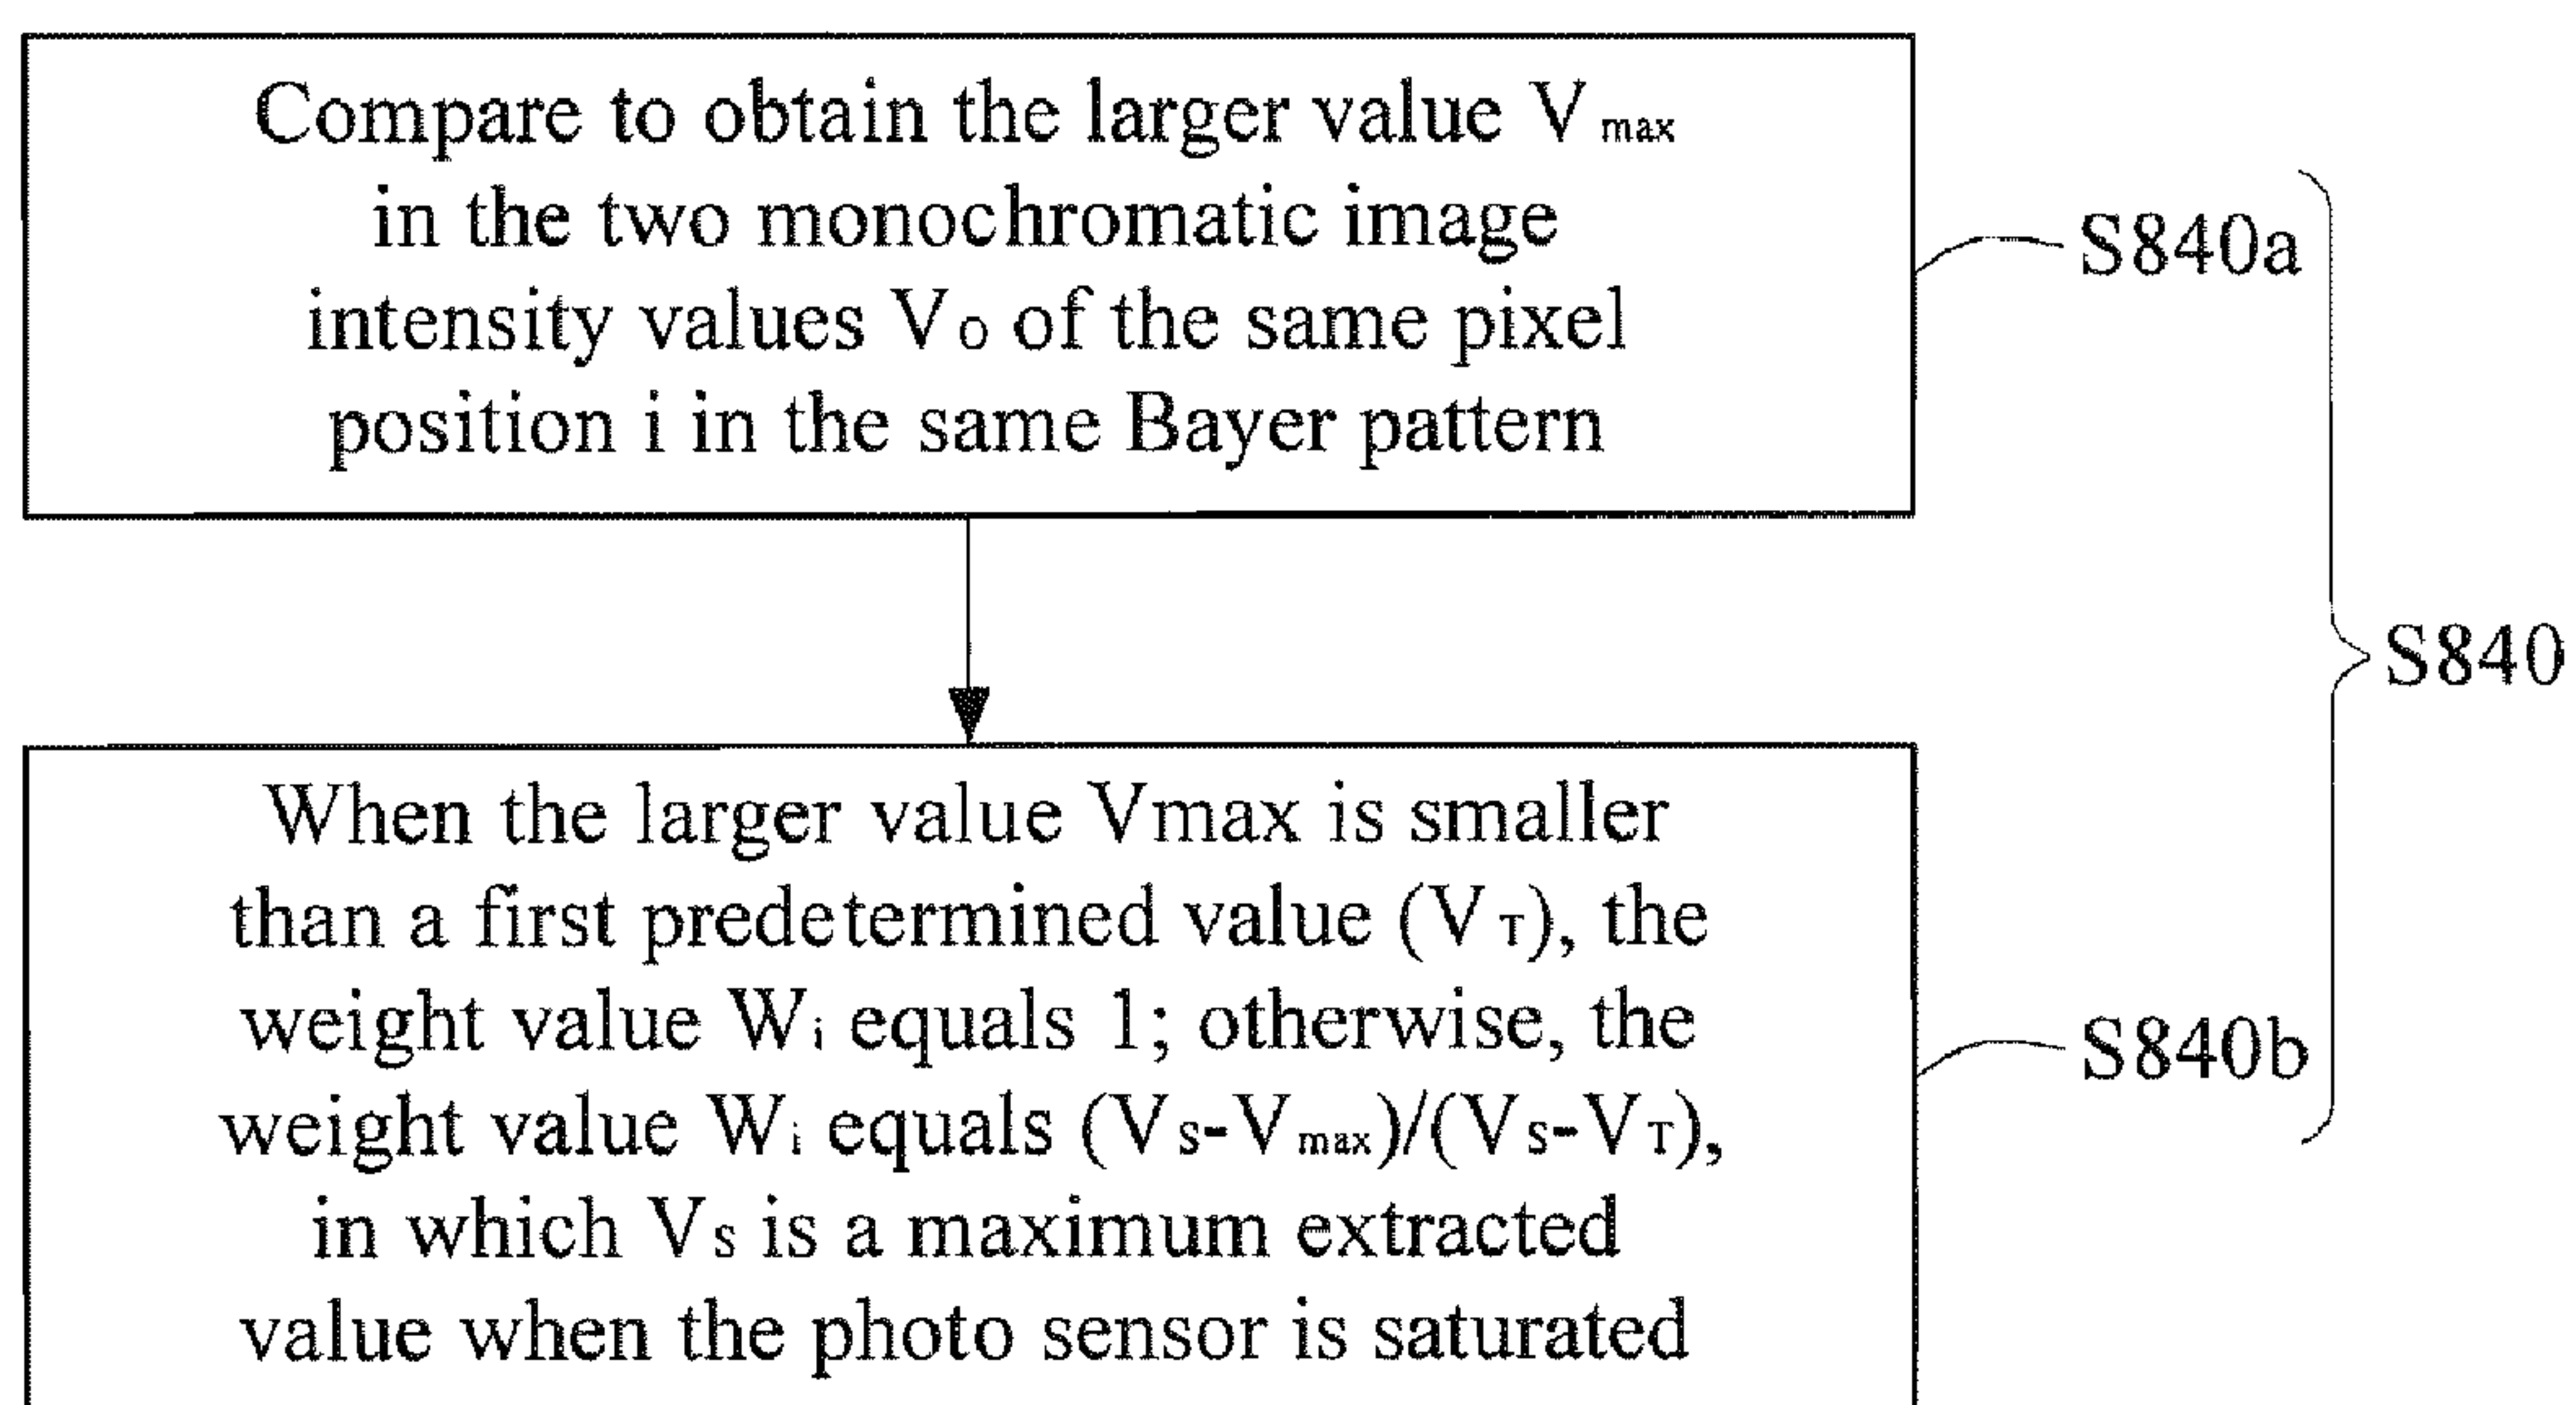 Compare to obtain the larger value Vmax
in the two monochromatic image
intensity values VO of the same pixel
position i in the same Bayer pattern
S840a
S840
When the larger value Vmax is smaller
than a first predetermined value (VT), the
weight value Wi equals 1; otherwise, the
weight value Wi equals (VS-Vmax)/(VS-VT),
in which VS is a maximum extracted
value when the photo sensor is saturated
S840b